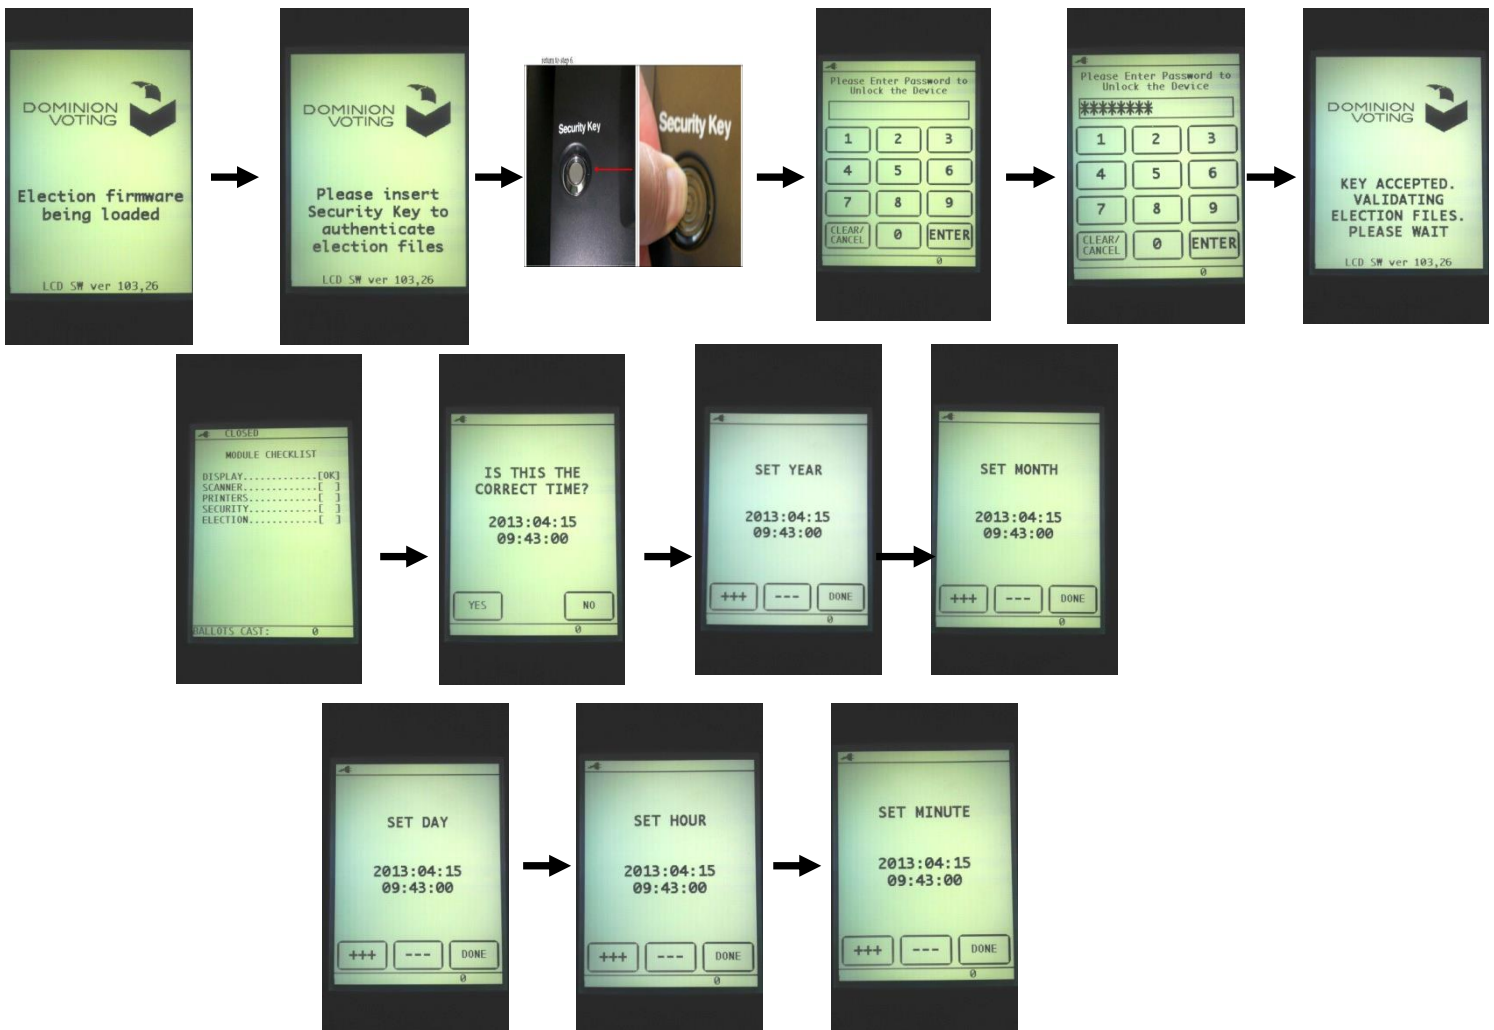 DOMINION
VOTING
Election firmware
being loaded
LCD SW ver 103,26
DOMINION
VOTING
Please insert
Security Key to
authenticate
election files
LCD SW ver 103,26
return to step 6.
Security Key
Security Key
Please Enter Password to
Unlock the Device
1 2 3
4 5 6
7 8 9
CLEAR/
CANCEL 0 ENTER
0
Please Enter Password to
Unlock the Device
********
1 2 3
4 5 6
7 8 9
CLEAR/
CANCEL 0 ENTER
0
DOMINION
VOTING
KEY ACCEPTED.
VALIDATING
ELECTION FILES.
PLEASE WAIT
LCD SW ver 103,26
CLOSED
MODULE CHECKLIST
DISPLAY............[OK]
SCANNER............[ ]
PRINTERS...........[ ]
SECURITY...........[ ]
ELECTION...........[ ]
BALLOTS CAST: 0
IS THIS THE
CORRECT TIME?
2013:04:15
09:43:00
YES NO
0
SET YEAR
2013:04:15
09:43:00
+++ --- DONE
0
SET MONTH
2013:04:15
09:43:00
+++ --- DONE
0
SET DAY
2013:04:15
09:43:00
+++ --- DONE
0
SET HOUR
2013:04:15
09:43:00
+++ --- DONE
0
SET MINUTE
2013:04:15
09:43:00
+++ --- DONE
0